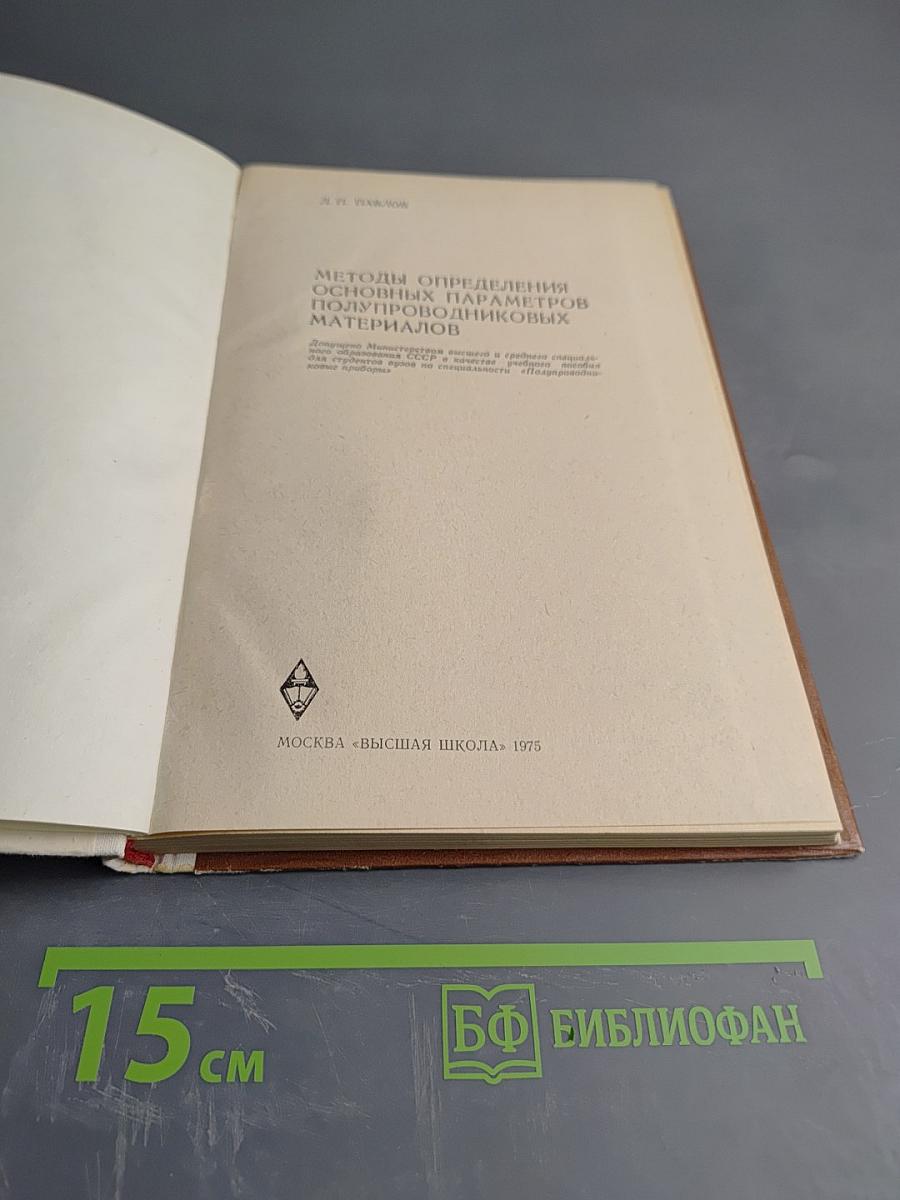 Л. П. ПАВЛОВ
МЕТОДЫ ОПРЕДЕЛЕНИЯ
ОСНОВНЫХ ПАРАМЕТРОВ
ПОЛУПРОВОДНИКОВЫХ
МАТЕРИАЛОВ
Допущено Министерством высшего и среднего специаль-
ного образования СССР в качестве учебного пособия
для студентов вузов по специальности «Полупроводни-
ковые приборы»
МОСКВА «ВЫСШАЯ ШКОЛА» 1975
15 см
БФ БИБЛИОФАН